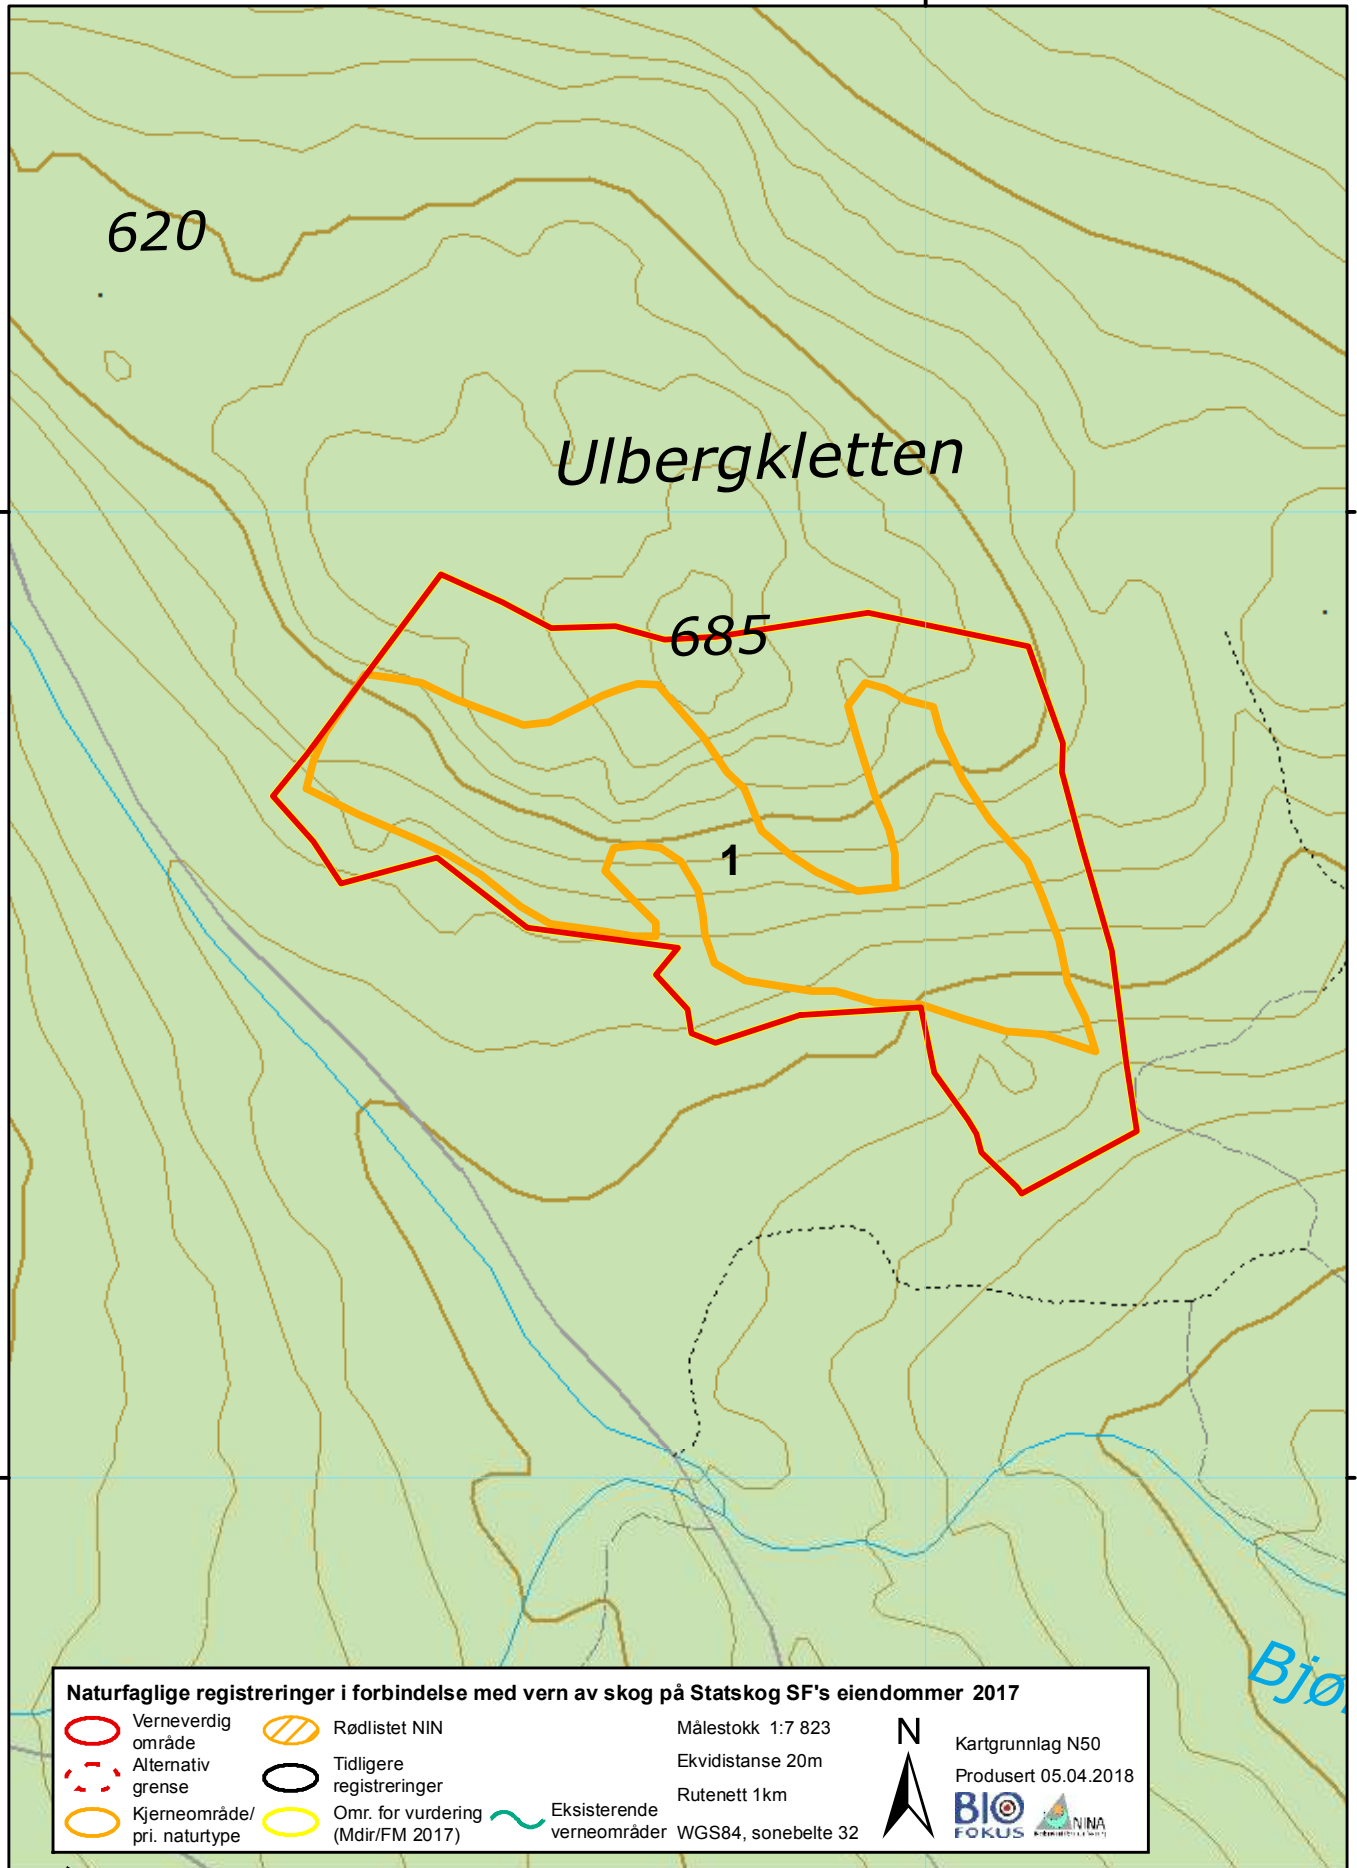 620
Ulbergkletten
685
1
Bjø
Naturfaglige registreringer i forbindelse med vern av skog på Statskog SF's eiendommer 2017
Verneverdig
område
Alternativ
grense
Kjerneområde/
pri. naturtype
Rødlistet NIN
Tidligere
registreringer
Omr. for vurdering
(Mdir/FM 2017)
Eksisterende
verneområder
Målestokk 1:7 823
Ekvidistanse 20m
Rutenett 1km
WGS84, sonebelte 32
N
Kartgrunnlag N50
Produsert 05.04.2018
BIO
FOKUS
NINA